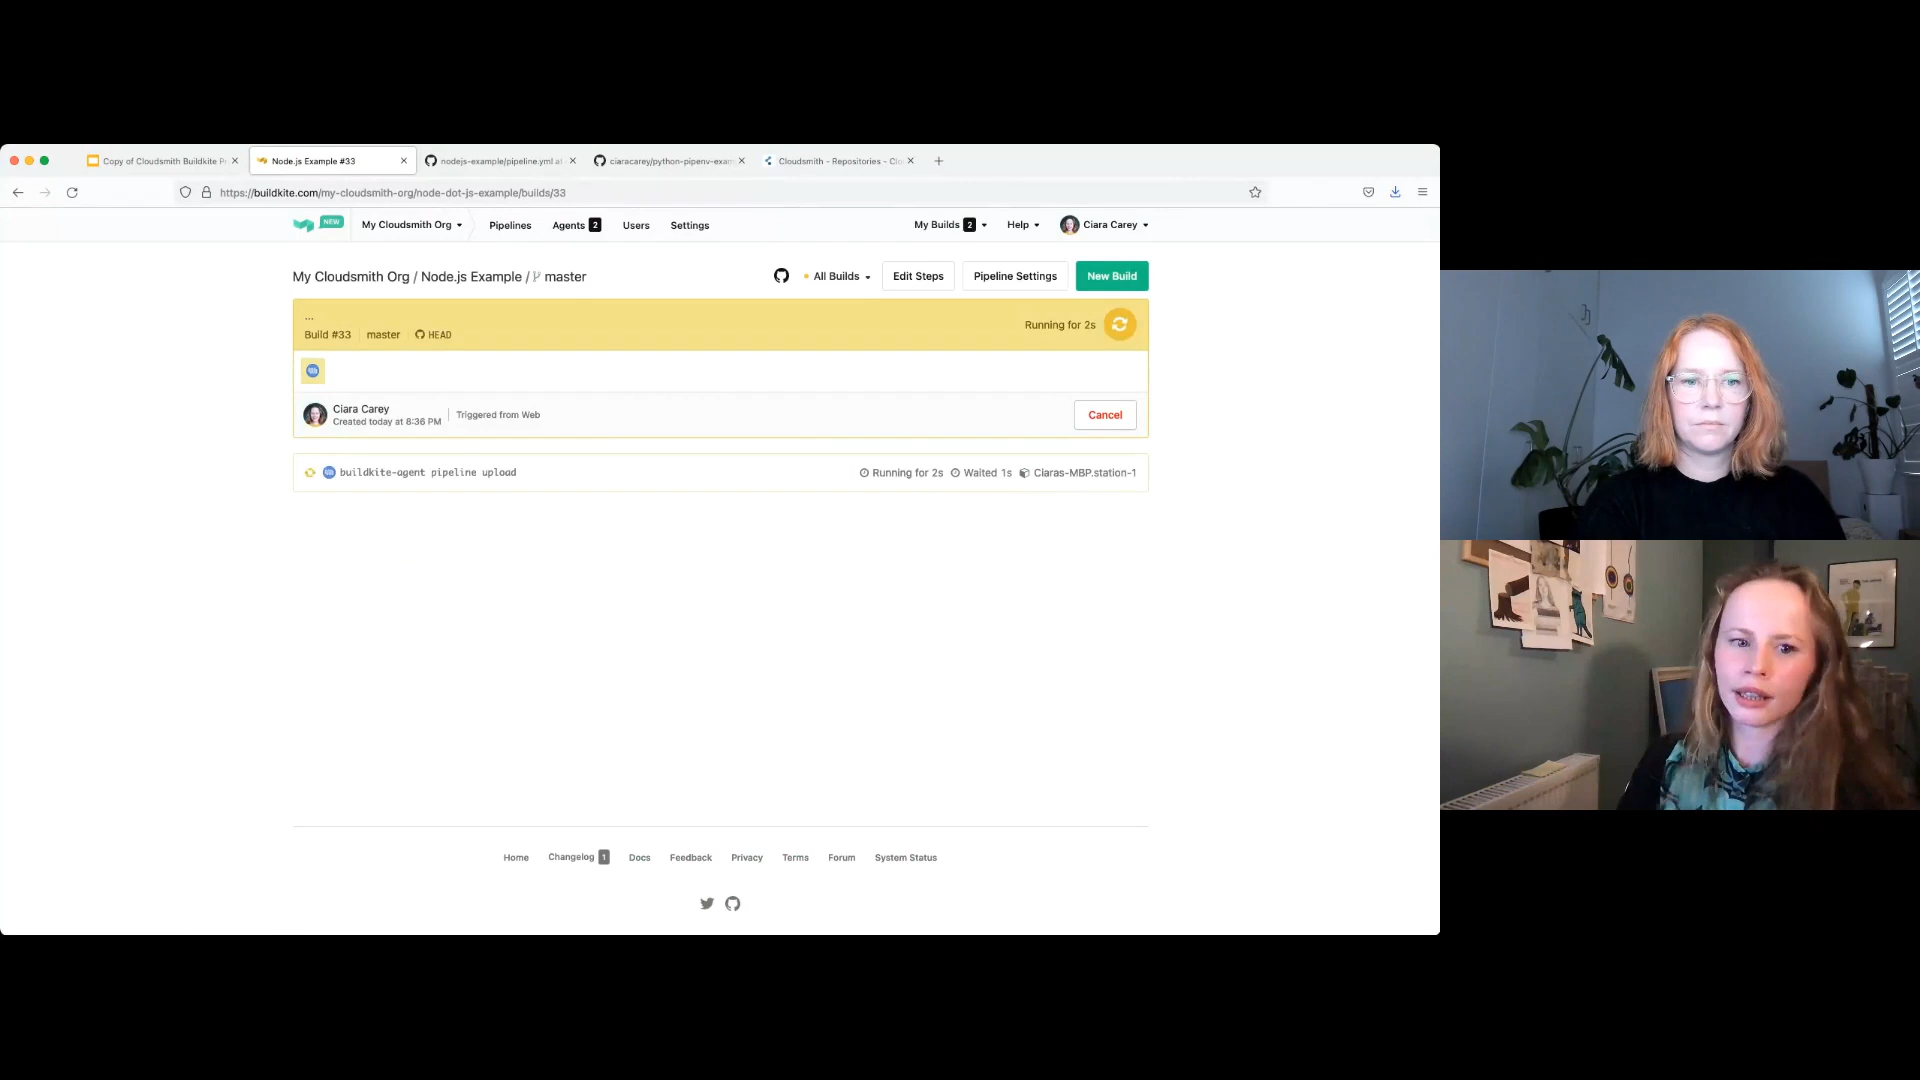 Copy of Cloudsmith Buildkite Pr
Node.js Example #33
nodejs-example/pipeline.yml at
ciaracarey/python-pipenv-exam
Cloudsmith - Repositories - Clo
https://buildkite.com/my-cloudsmith-org/node-dot-js-example/builds/33
NEW
My Cloudsmith Org
Pipelines
Agents 2
Users
Settings
My Builds 2
Help
Ciara Carey
My Cloudsmith Org / Node.js Example / master
All Builds
Edit Steps
Pipeline Settings
New Build
...
Build #33
master
HEAD
Running for 2s
Ciara Carey
Created today at 8:36 PM
Triggered from Web
Cancel
buildkite-agent pipeline upload
Running for 2s
Waited 1s
Ciaras-MBP.station-1
Home
Changelog 1
Docs
Feedback
Privacy
Terms
Forum
System Status